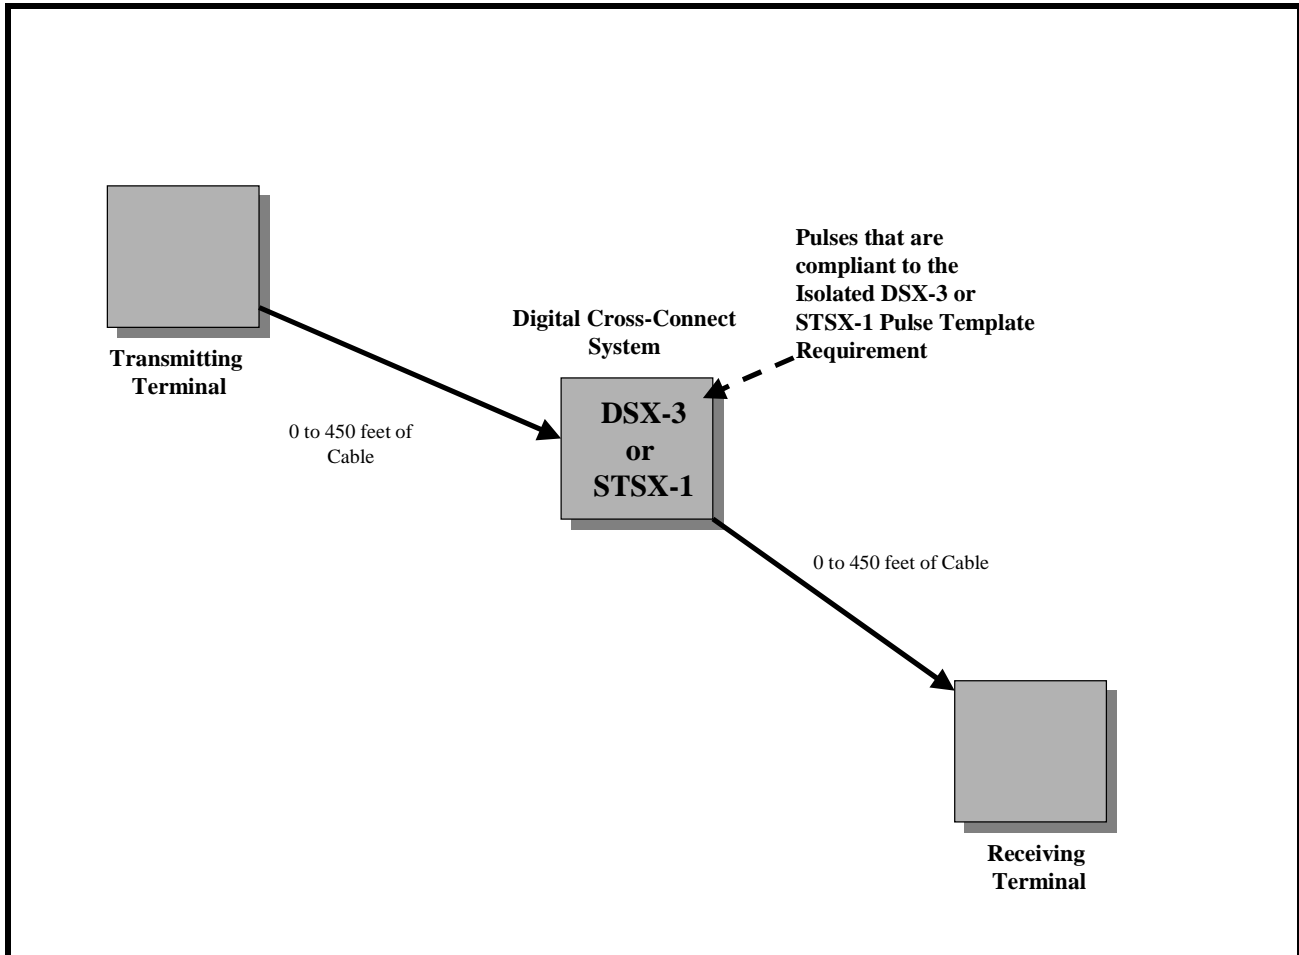 Pulses that are
compliant to the
Isolated DSX-3 or
STSX-1 Pulse Template
Requirement
Digital Cross-Connect
System
Transmitting
Terminal
DSX-3
or
STSX-1
0 to 450 feet of
Cable
0 to 450 feet of Cable
Receiving
Terminal